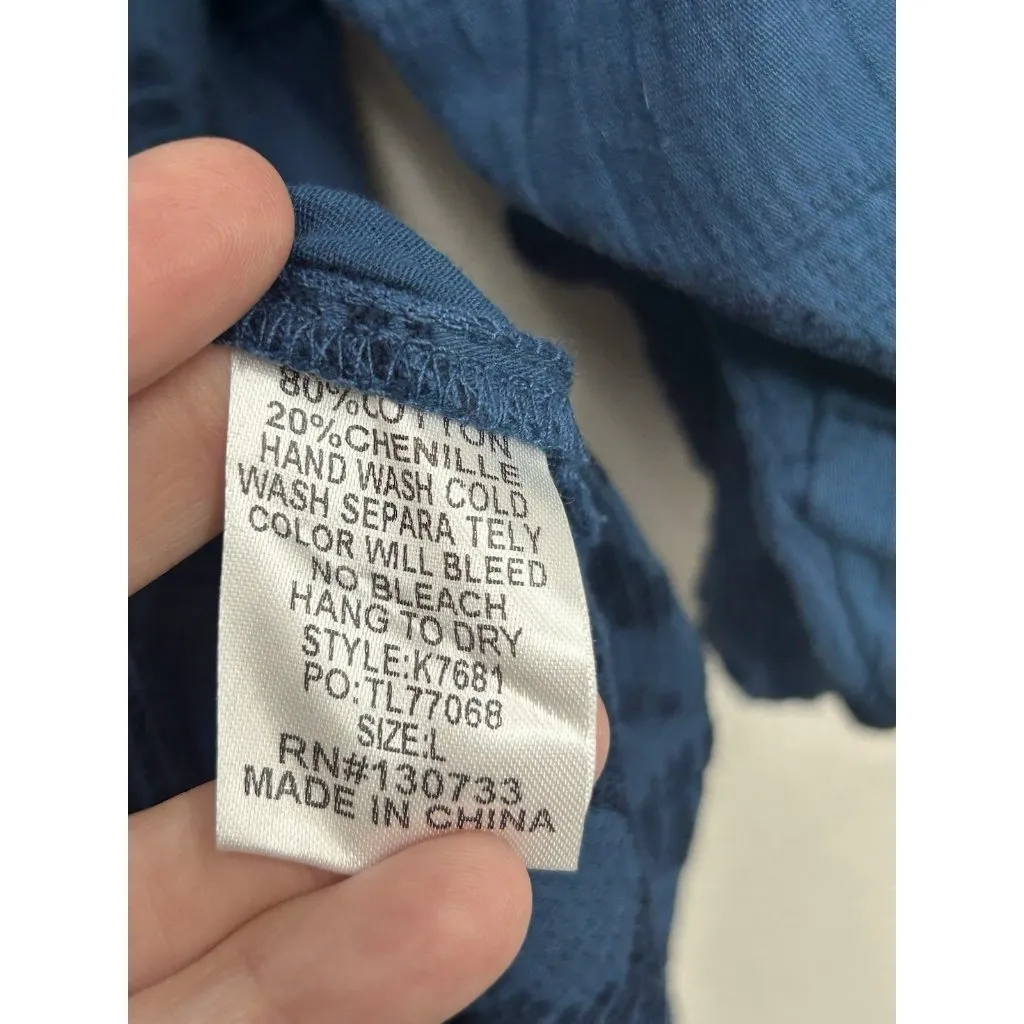 80%COTTON
20%CHENILLE
HAND WASH COLD
WASH SEPARA TELY
COLOR WILL BLEED
NO BLEACH
HANG TO DRY
STYLE:K7681
PO:TL77068
SIZE:L
RN#130733
MADE IN CHINA